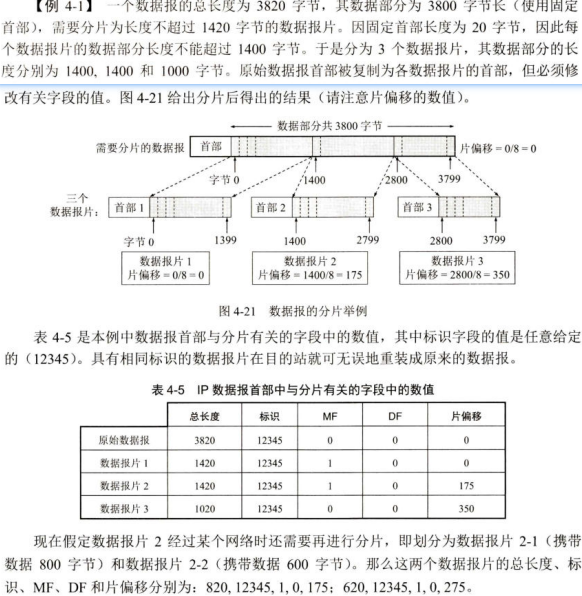 【例 4-1】 一个数据报的总长度为 3820 字节，其数据部分为 3800 字节长（使用固定
首部），需要分片为长度不超过 1420 字节的数据报片。因固定首部长度为 20 字节，因此每
个数据报片的数据部分长度不能超过 1400 字节。于是分为 3 个数据报片，其数据部分的长
度分别为 1400, 1400 和 1000 字节。原始数据报首部被复制为各数据报片的首部，但必须修
改有关字段的值。图 4-21 给出分片后得出的结果（请注意片偏移的数值）。
数据部分共 3800 字节
需要分片的数据报 首部 片偏移 = 0/8 = 0
字节 0 1400 2800 3799
三个
数据报片： 首部 1 首部 2 首部 3
字节 0 1399 1400 2799 2800 3799
数据报片 1 数据报片 2 数据报片 3
片偏移 = 0/8 = 0 片偏移 = 1400/8 = 175 片偏移 = 2800/8 = 350
图 4-21 数据报的分片举例
表 4-5 是本例中数据报首部与分片有关的字段中的数值，其中标识字段的值是任意给定
的（12345）。具有相同标识的数据报片在目的站就可无误地重装成原来的数据报。
表 4-5 IP 数据报首部中与分片有关的字段中的数值
总长度 标识 MF DF 片偏移
原始数据报 3820 12345 0 0 0
数据报片 1 1420 12345 1 0 0
数据报片 2 1420 12345 1 0 175
数据报片 3 1020 12345 0 0 350
现在假定数据报片 2 经过某个网络时还需要再进行分片，即划分为数据报片 2-1（携带
数据 800 字节）和数据报片 2-2（携带数据 600 字节）。那么这两个数据报片的总长度、标
识、MF、DF 和片偏移分别为：820, 12345, 1, 0, 175；620, 12345, 1, 0, 275。